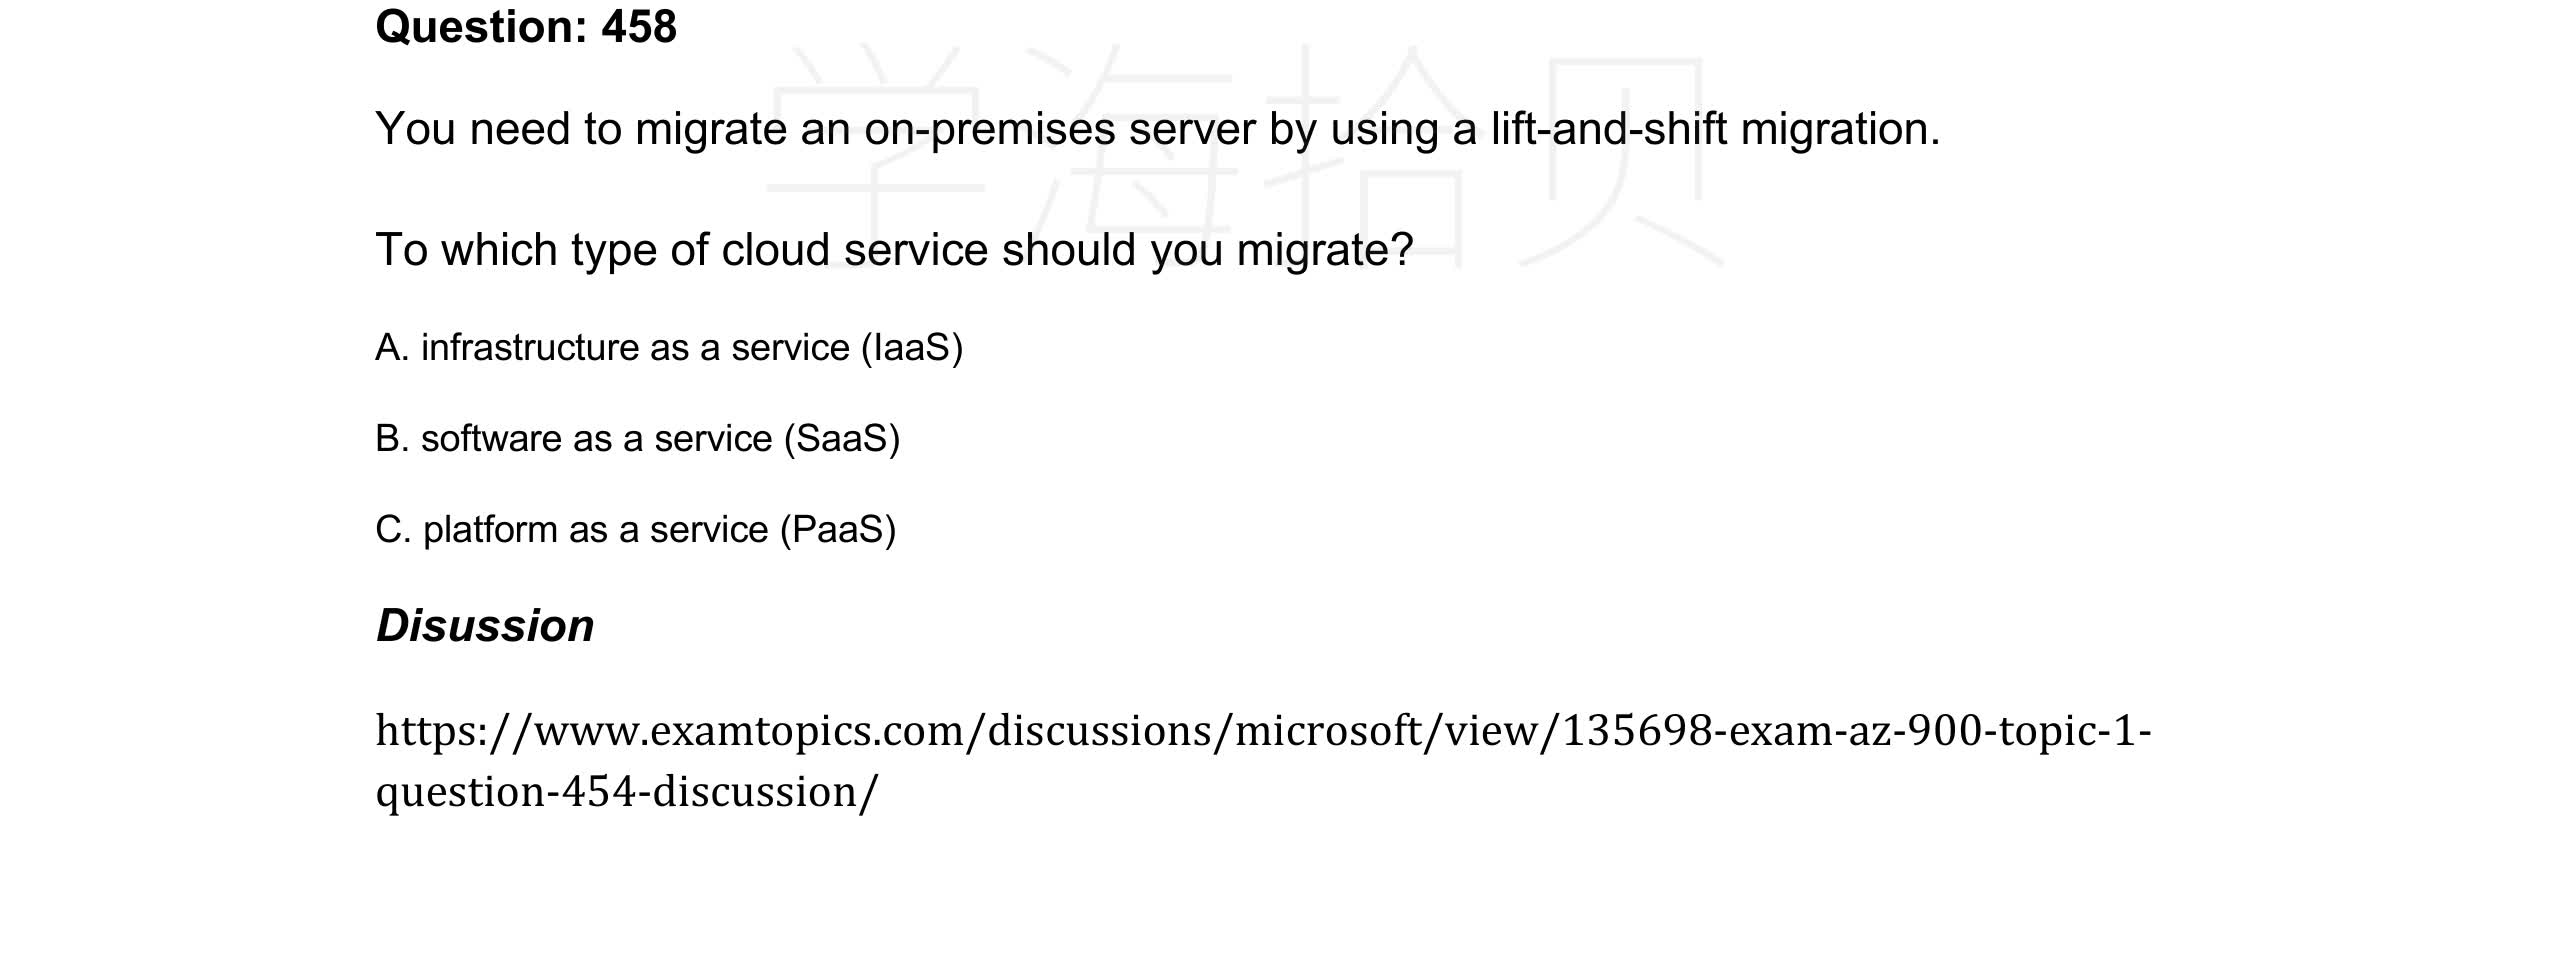 Question: 458
学海拾贝
You need to migrate an on-premises server by using a lift-and-shift migration.
To which type of cloud service should you migrate?
A. infrastructure as a service (IaaS)
B. software as a service (SaaS)
C. platform as a service (PaaS)
Disussion
https://www.examtopics.com/discussions/microsoft/view/135698-exam-az-900-topic-1-
question-454-discussion/